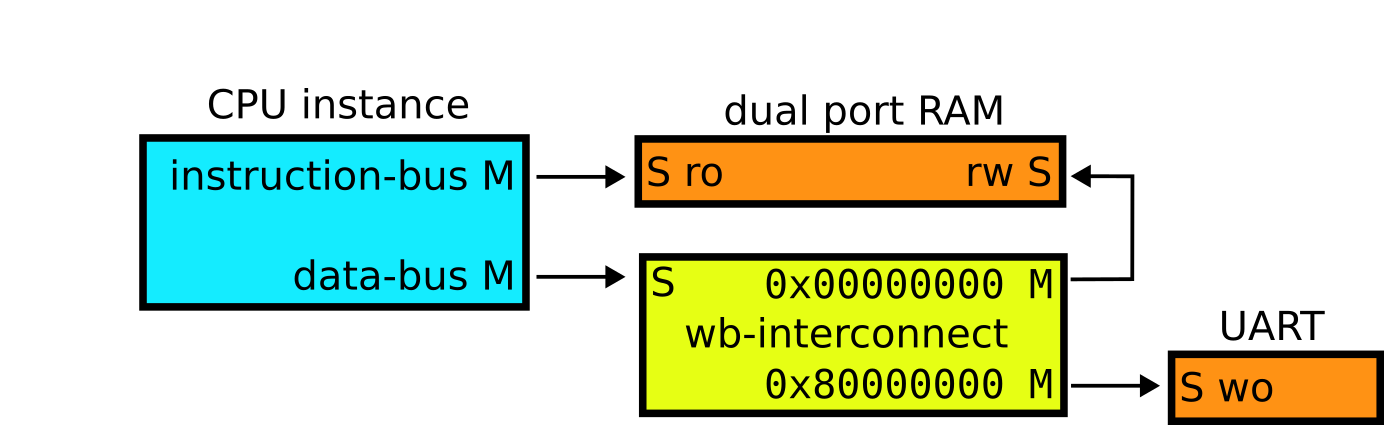 CPU instance
instruction-bus M
data-bus M
dual port RAM
S ro rw S
S 0x00000000 M
wb-interconnect
0x80000000 M
UART
S wo